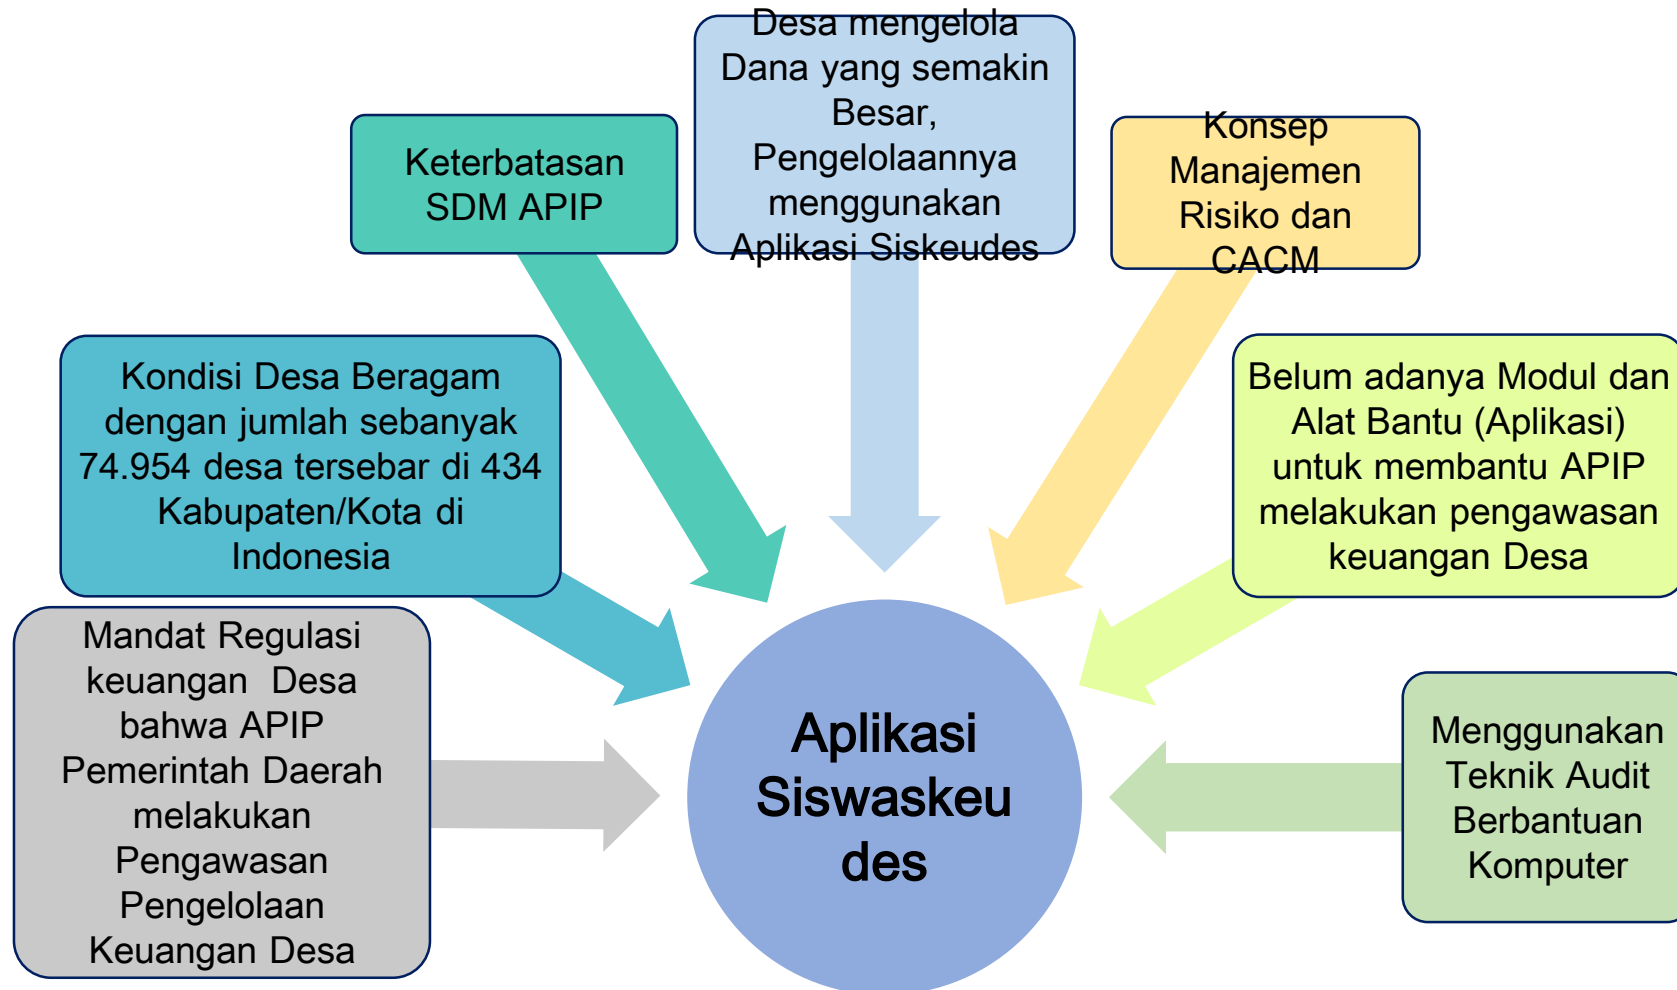 Desa mengelola
Dana yang semakin
Besar,
Pengelolaannya
menggunakan
Aplikasi Siskeudes
Keterbatasan
SDM APIP
Konsep
Manajemen
Risiko dan
CACM
Kondisi Desa Beragam
dengan jumlah sebanyak
74.954 desa tersebar di 434
Kabupaten/Kota di
Indonesia
Belum adanya Modul dan
Alat Bantu (Aplikasi)
untuk membantu APIP
melakukan pengawasan
keuangan Desa
Mandat Regulasi
keuangan Desa
bahwa APIP
Pemerintah Daerah
melakukan
Pengawasan
Pengelolaan
Keuangan Desa
Aplikasi
Siswaskeu
des
Menggunakan
Teknik Audit
Berbantuan
Komputer